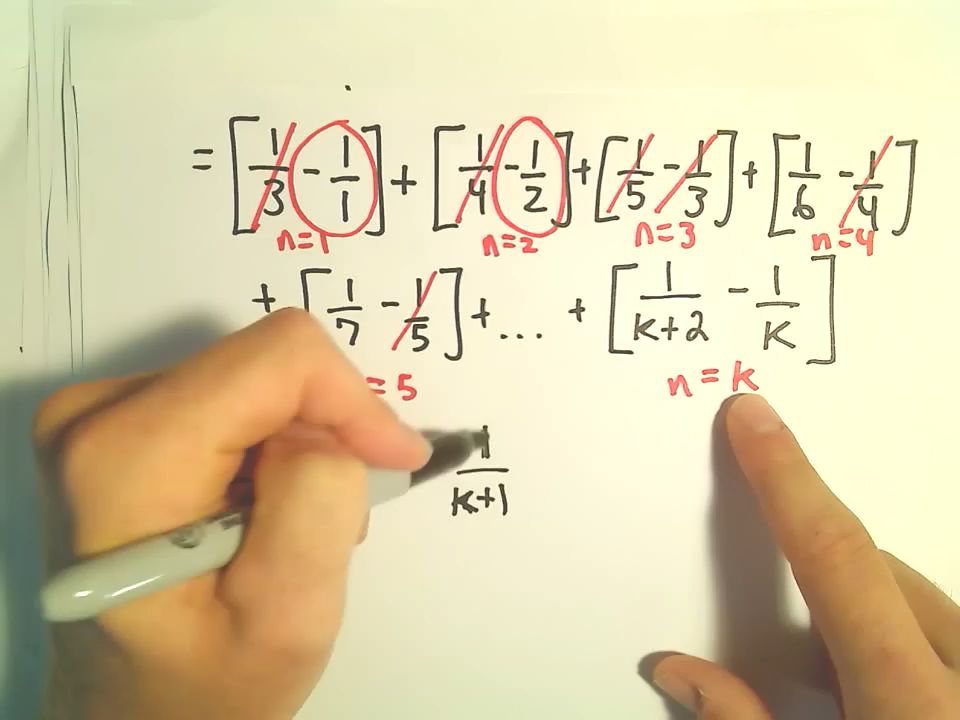 = [1/3 - 1/1] + [1/4 - 1/2] + [1/5 - 1/3] + [1/6 - 1/4]
n=1 n=2 n=3 n=4
+ [1/7 - 1/5] + ... + [1/(k+2) - 1/k]
= 5 n = k
1/(k+1)